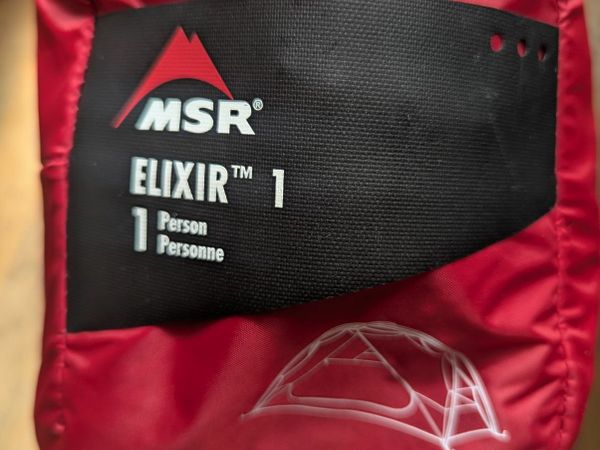 MSR®
ELIXIR™ 1
1 Person
Personne